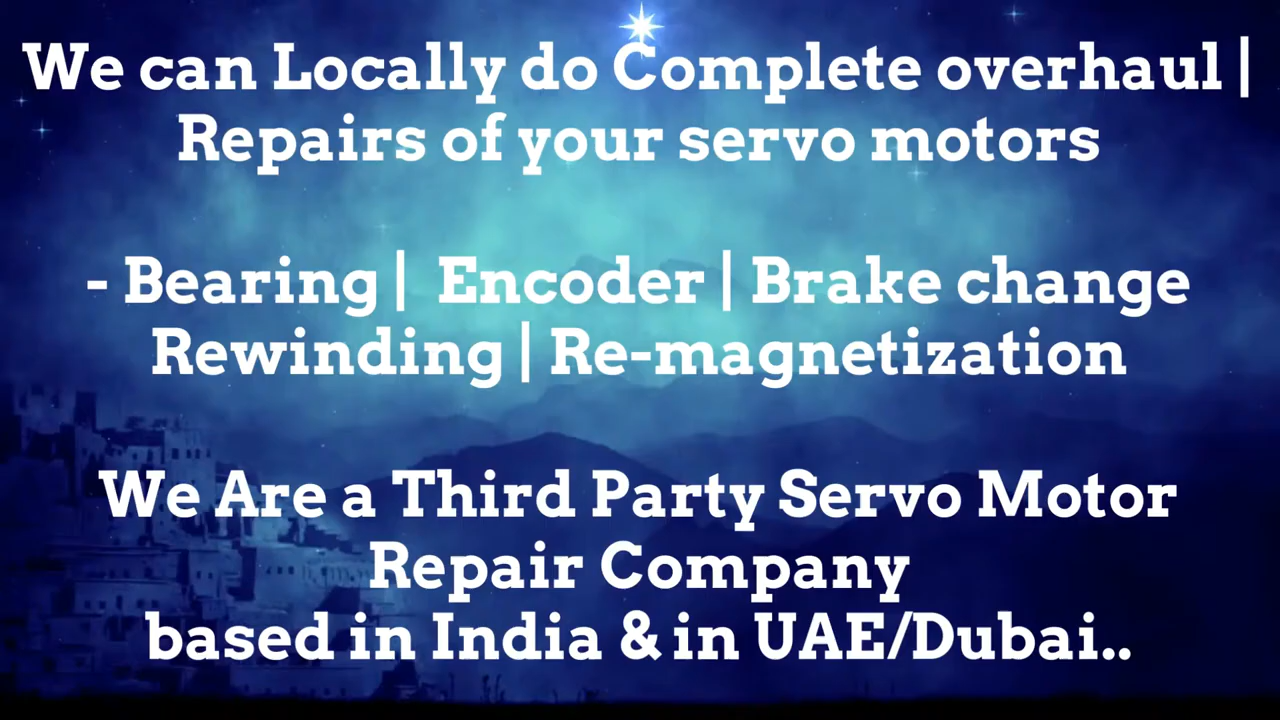 We can Locally do Complete overhaul |
Repairs of your servo motors
- Bearing | Encoder | Brake change
Rewinding | Re-magnetization
We Are a Third Party Servo Motor
Repair Company
based in India & in UAE/Dubai..